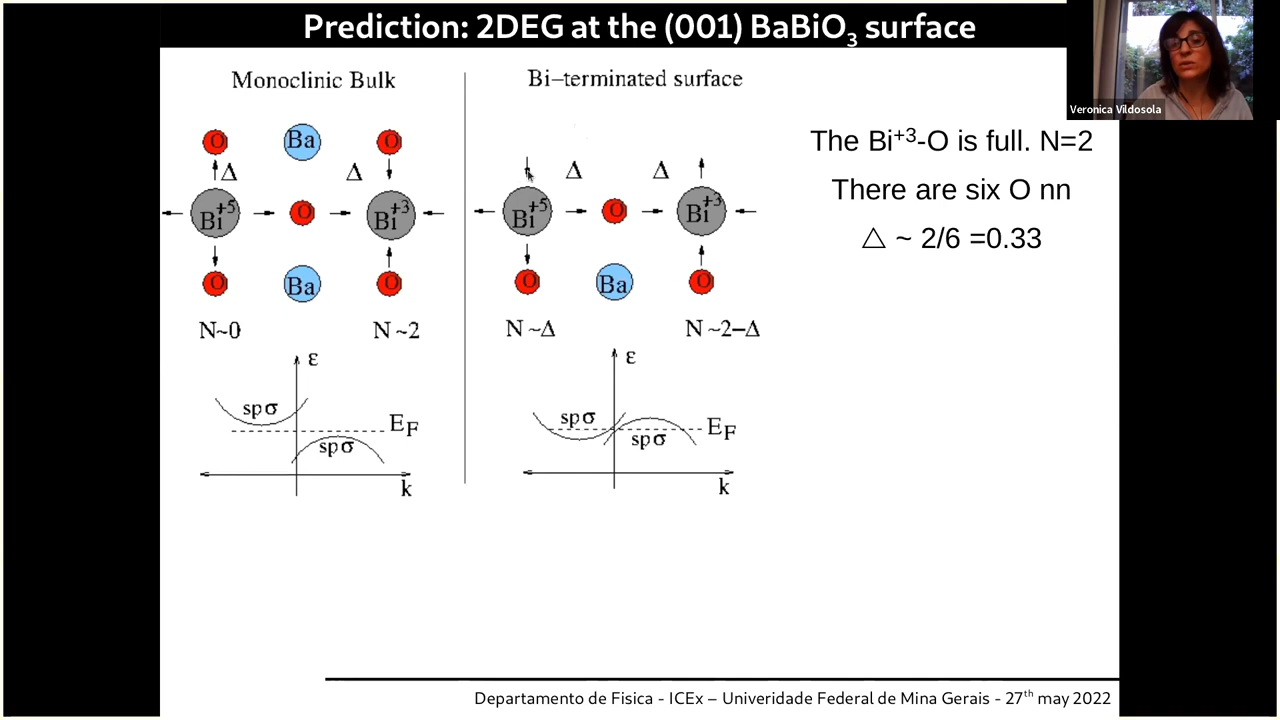 Prediction: 2DEG at the (001) BaBiO₃ surface
Veronica Vildosola
Monoclinic Bulk
O Ba O
Δ Δ
Bi⁺⁵ O Bi⁺³
O Ba O
N~0 N~2
ε
spσ
E_F
spσ
k
Bi–terminated surface
Δ Δ
Bi⁺⁵ O Bi⁺³
O Ba O
N~Δ N~2–Δ
ε
spσ
E_F
spσ
k
The Bi⁺³-O is full. N=2
There are six O nn
△ ~ 2/6 =0.33
Departamento de Fisica - ICEx – Univeridade Federal de Mina Gerais - 27ᵗʰ may 2022